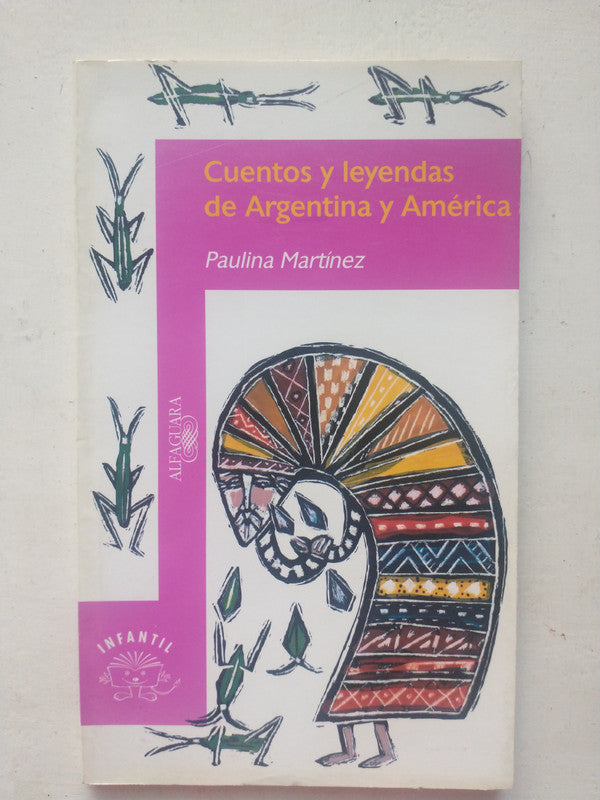 Cuentos y leyendas
de Argentina y América
Paulina Martínez
ALFAGUARA
INFANTIL